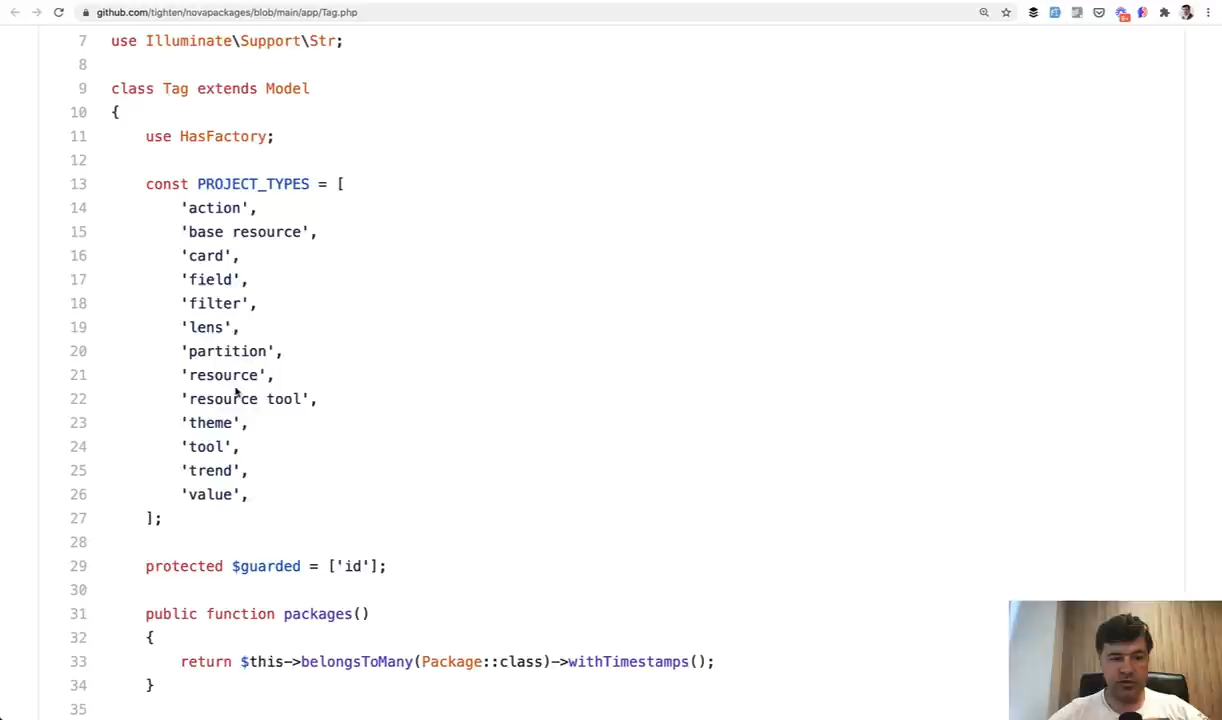 github.com/tighten/novapackages/blob/main/app/Tag.php
7 use Illuminate\Support\Str;
8
9 class Tag extends Model
10 {
11 use HasFactory;
12
13 const PROJECT_TYPES = [
14 'action',
15 'base resource',
16 'card',
17 'field',
18 'filter',
19 'lens',
20 'partition',
21 'resource',
22 'resource tool',
23 'theme',
24 'tool',
25 'trend',
26 'value',
27 ];
28
29 protected $guarded = ['id'];
30
31 public function packages()
32 {
33 return $this->belongsToMany(Package::class)->withTimestamps();
34 }
35